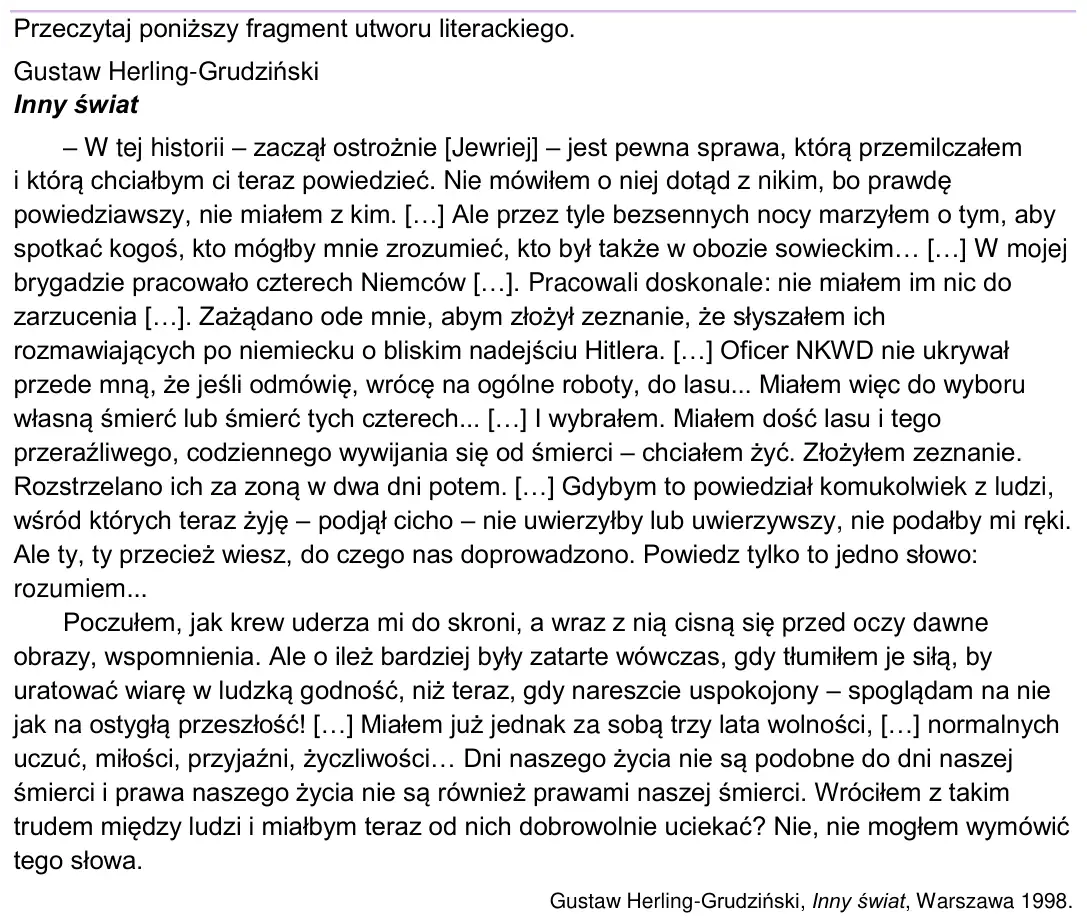 Przeczytaj poniższy fragment utworu literackiego.
Gustaw Herling-Grudziński
Inny świat
– W tej historii – zaczął ostrożnie [Jewriej] – jest pewna sprawa, którą przemilczałem
i którą chciałbym ci teraz powiedzieć. Nie mówiłem o niej dotąd z nikim, bo prawdę
powiedziawszy, nie miałem z kim. […] Ale przez tyle bezsennych nocy marzyłem o tym, aby
spotkać kogoś, kto mógłby mnie zrozumieć, kto był także w obozie sowieckim… […] W mojej
brygadzie pracowało czterech Niemców […]. Pracowali doskonale: nie miałem im nic do
zarzucenia […]. Zażądano ode mnie, abym złożył zeznanie, że słyszałem ich
rozmawiających po niemiecku o bliskim nadejściu Hitlera. […] Oficer NKWD nie ukrywał
przede mną, że jeśli odmówię, wrócę na ogólne roboty, do lasu... Miałem więc do wyboru
własną śmierć lub śmierć tych czterech... […] I wybrałem. Miałem dość lasu i tego
przeraźliwego, codziennego wywijania się od śmierci – chciałem żyć. Złożyłem zeznanie.
Rozstrzelano ich za zoną w dwa dni potem. […] Gdybym to powiedział komukolwiek z ludzi,
wśród których teraz żyję – podjął cicho – nie uwierzyłby lub uwierzywszy, nie podałby mi ręki.
Ale ty, ty przecież wiesz, do czego nas doprowadzono. Powiedz tylko to jedno słowo:
rozumiem...
Poczułem, jak krew uderza mi do skroni, a wraz z nią cisną się przed oczy dawne
obrazy, wspomnienia. Ale o ileż bardziej były zatarte wówczas, gdy tłumiłem je siłą, by
uratować wiarę w ludzką godność, niż teraz, gdy nareszcie uspokojony – spoglądam na nie
jak na ostygłą przeszłość! […] Miałem już jednak za sobą trzy lata wolności, […] normalnych
uczuć, miłości, przyjaźni, życzliwości… Dni naszego życia nie są podobne do dni naszej
śmierci i prawa naszego życia nie są również prawami naszej śmierci. Wróciłem z takim
trudem między ludzi i miałbym teraz od nich dobrowolnie uciekać? Nie, nie mogłem wymówić
tego słowa.
Gustaw Herling-Grudziński, Inny świat, Warszawa 1998.